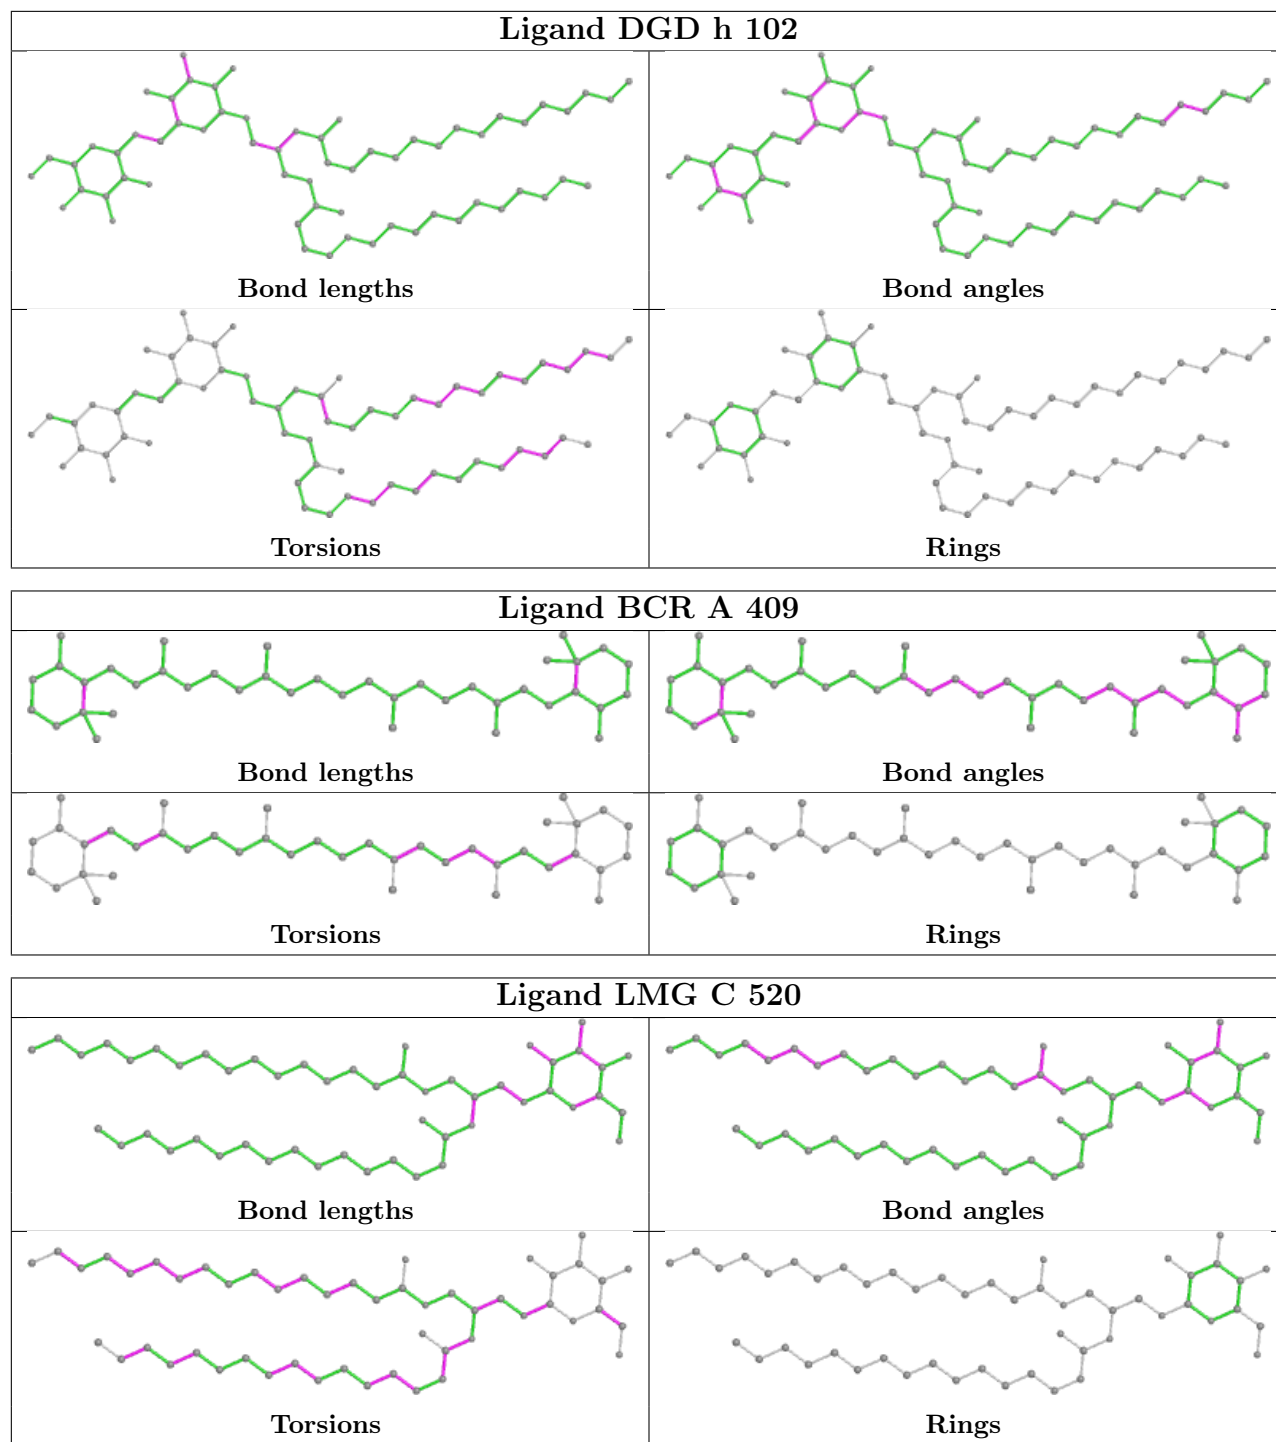 Ligand DGD h 102
Bond lengths
Bond angles
Torsions
Rings
Ligand BCR A 409
Bond lengths
Bond angles
Torsions
Rings
Ligand LMG C 520
Bond lengths
Bond angles
Torsions
Rings